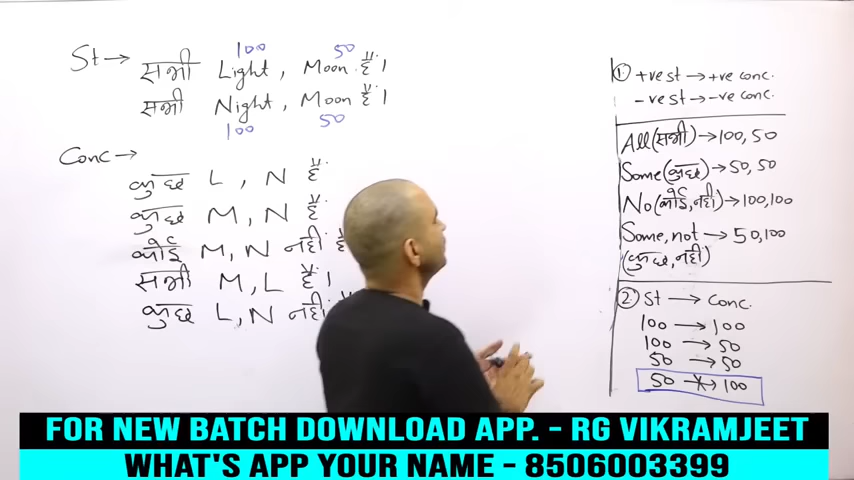 100 50
St → सभी Light, Moon हैं।
सभी Night, Moon हैं।
100 50
Conc →
कुछ L, N हैं
कुछ M, N हैं
कोई M, N नहीं है
सभी M, L हैं।
कुछ L, N नहीं
① +ve st → +ve conc.
-ve st → -ve conc.
All (सभी) → 100, 50
Some (कुछ) → 50, 50
No (कोई, नहीं) → 100, 100
Some, not → 50, 100
(कुछ, नहीं)
② St → Conc.
100 → 100
100 → 50
50 → 50
50 ↛ 100
FOR NEW BATCH DOWNLOAD APP. - RG VIKRAMJEET
WHAT'S APP YOUR NAME - 8506003399